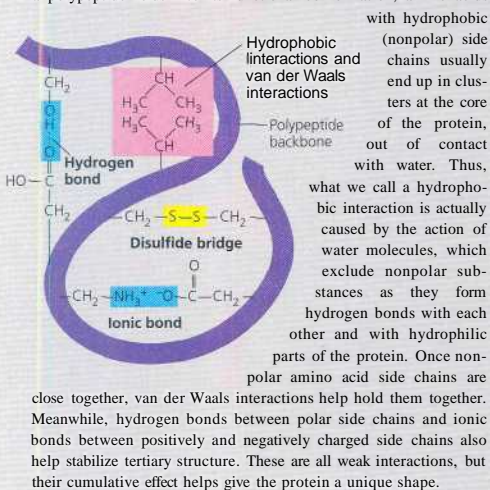 with hydrophobic
(nonpolar) side
chains usually
end up in clus-
ters at the core
of the protein,
out of contact
with water. Thus,
what we call a hydropho-
bic interaction is actually
caused by the action of
water molecules, which
exclude nonpolar sub-
stances as they form
hydrogen bonds with each
other and with hydrophilic
parts of the protein. Once non-
polar amino acid side chains are
close together, van der Waals interactions help hold them together.
Meanwhile, hydrogen bonds between polar side chains and ionic
bonds between positively and negatively charged side chains also
help stabilize tertiary structure. These are all weak interactions, but
their cumulative effect helps give the protein a unique shape.
Hydrophobic
linteractions and
van der Waals
interactions
Polypeptide
backbone
CH₂
O
H
O
HO—C
CH₂
Hydrogen
bond
CH
H₃C CH₃
H₃C CH₃
CH
CH₂—S—S—CH₂
Disulfide bridge
O
CH₂—NH₃⁺ ⁻O—C—CH₂
Ionic bond